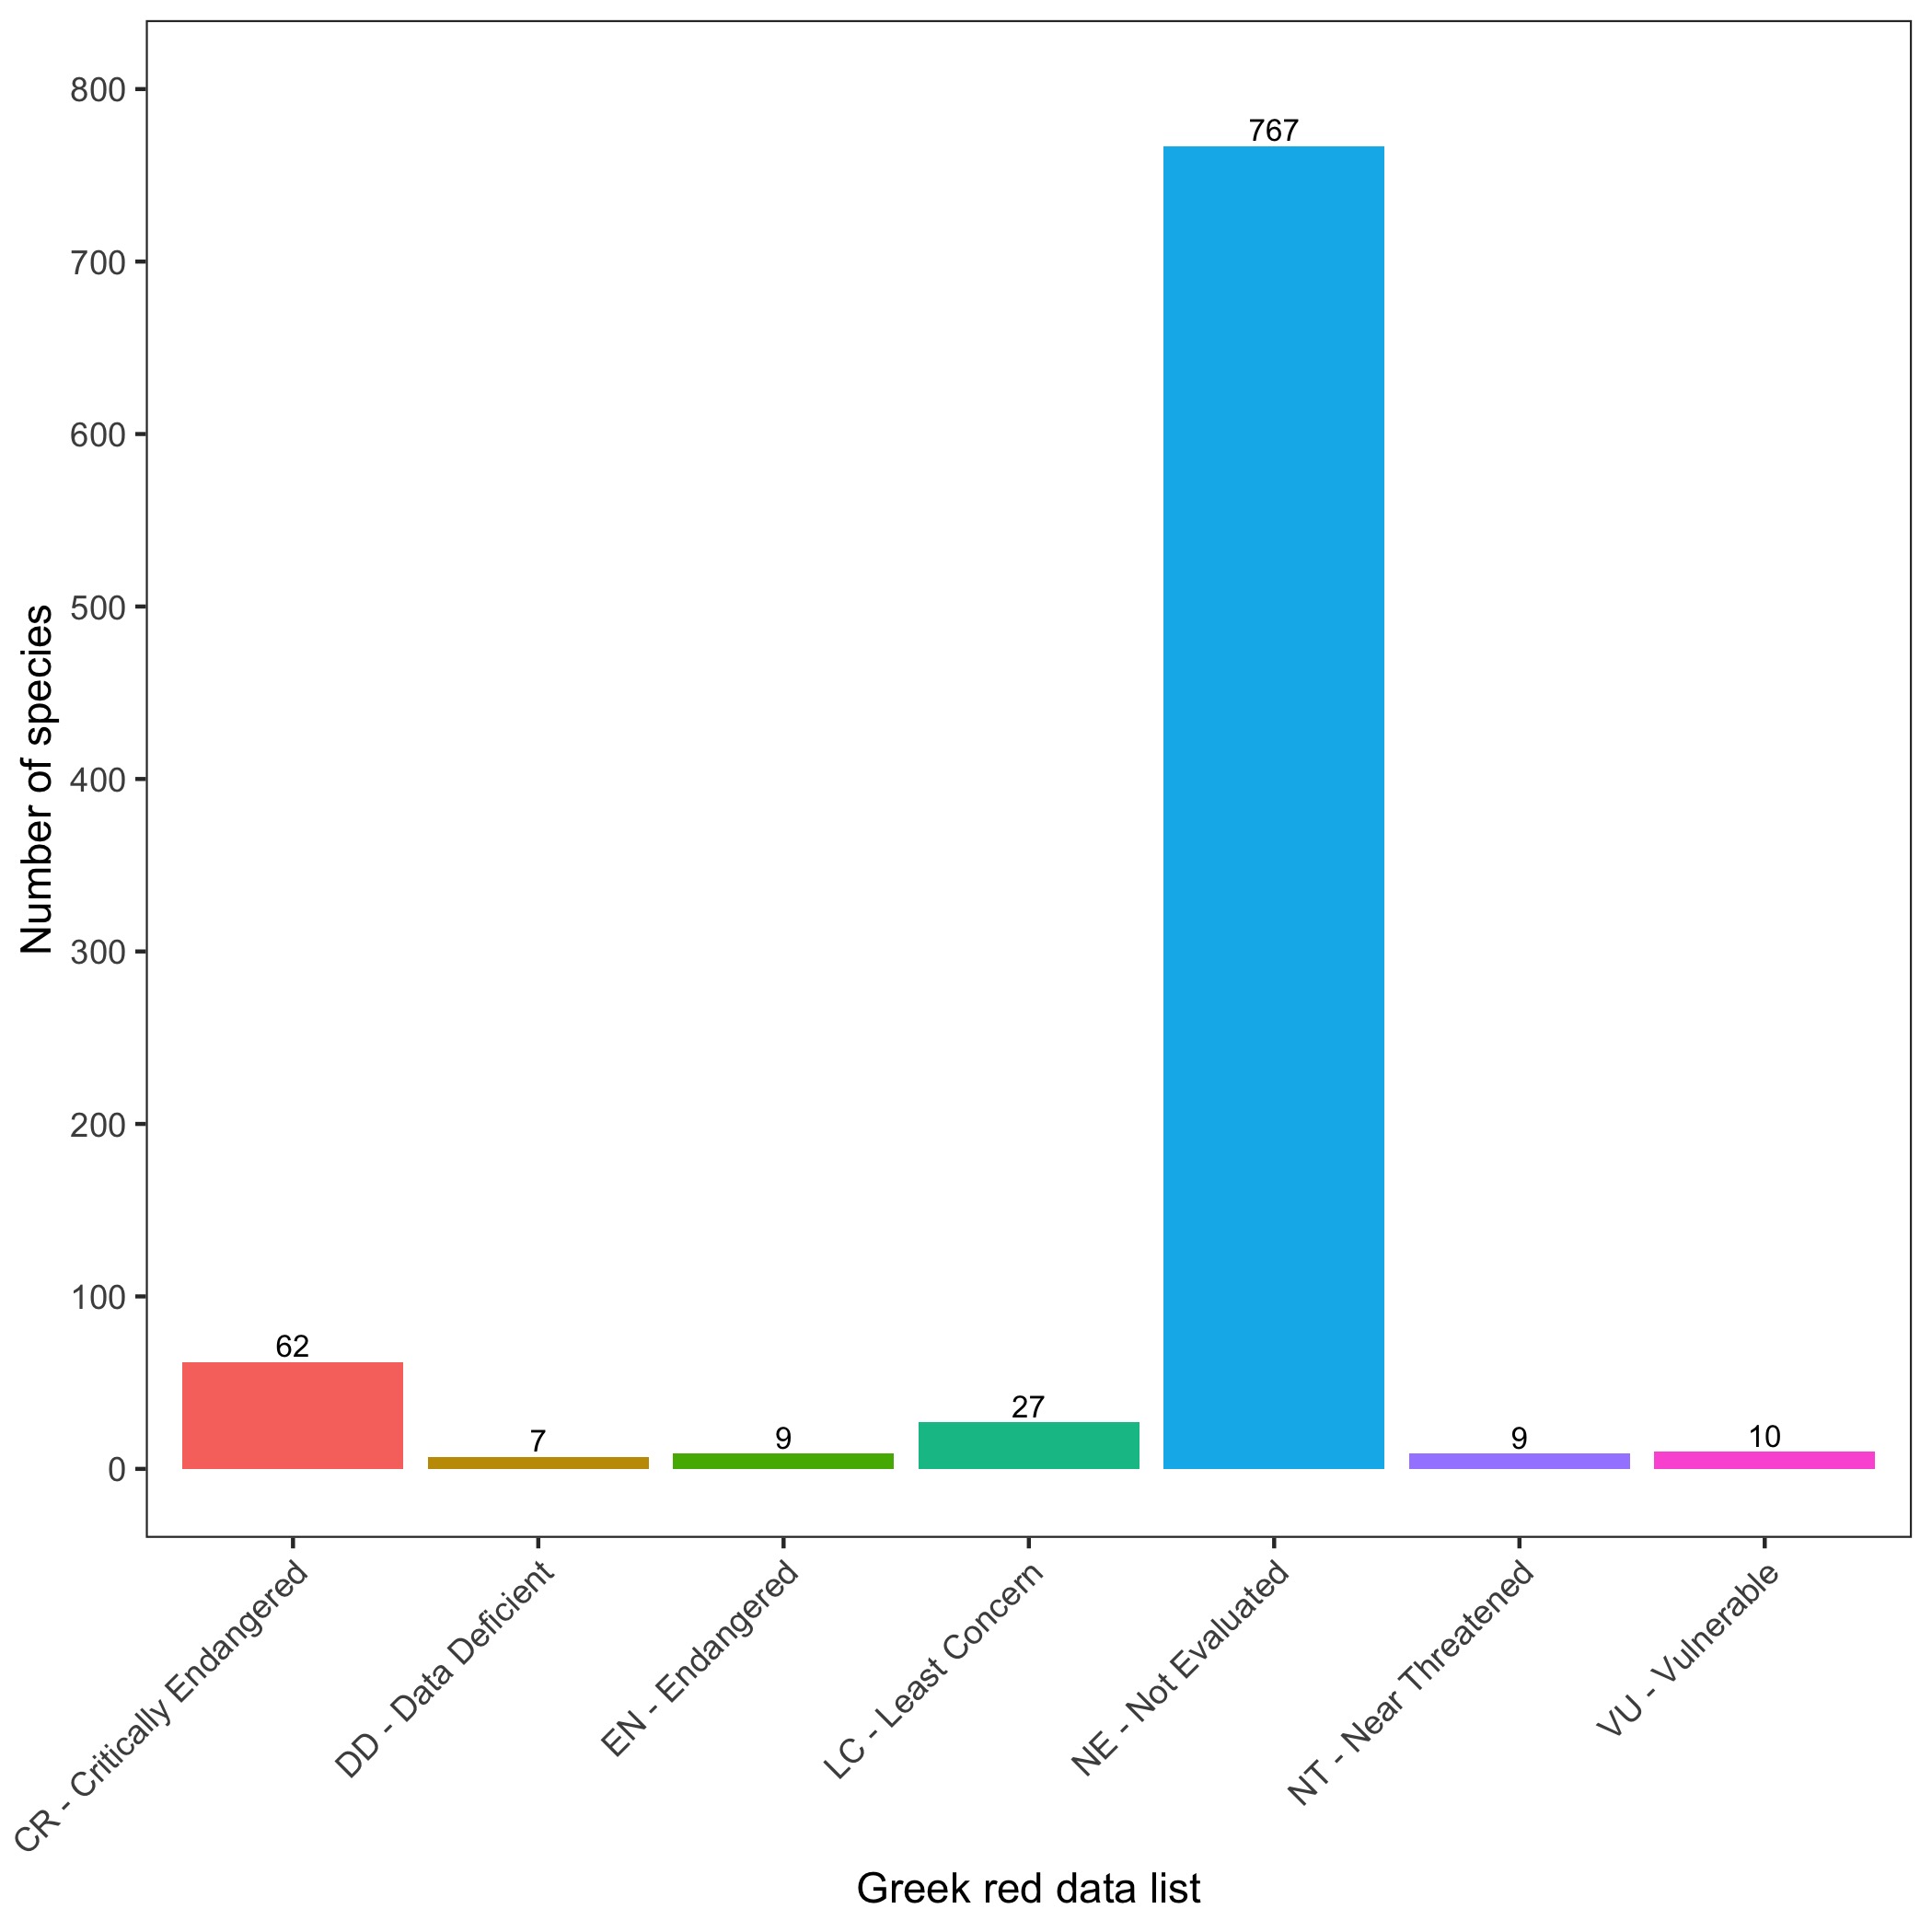 Number of species
800
700
600
500
400
300
200
100
0
62
7
9
27
767
9
10
CR - Critically Endangered
DD - Data Deficient
EN - Endangered
LC - Least Concern
NE - Not Evaluated
NT - Near Threatened
VU - Vulnerable
Greek red data list